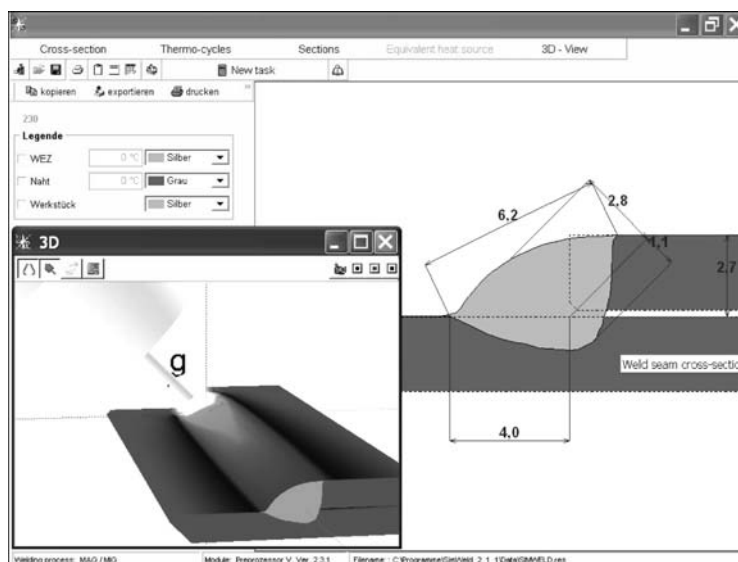 Cross-section Thermo-cycles Sections Equivalent heat source 3D - View
New task
kopieren exportieren drucken
230
Legende
WEZ 0 °C Silber
Naht 0 °C Grau
Werkstück Silber
3D
g
6,2
2,8
1,1
2,7
Weld seam cross-sectio
4,0
Welding process: MAG / MIG Module: Preprozessor V. Ver. 2.3.1 Filename: C:\Programme\SimWeld_2_1_1\Data\SIMWELD.res